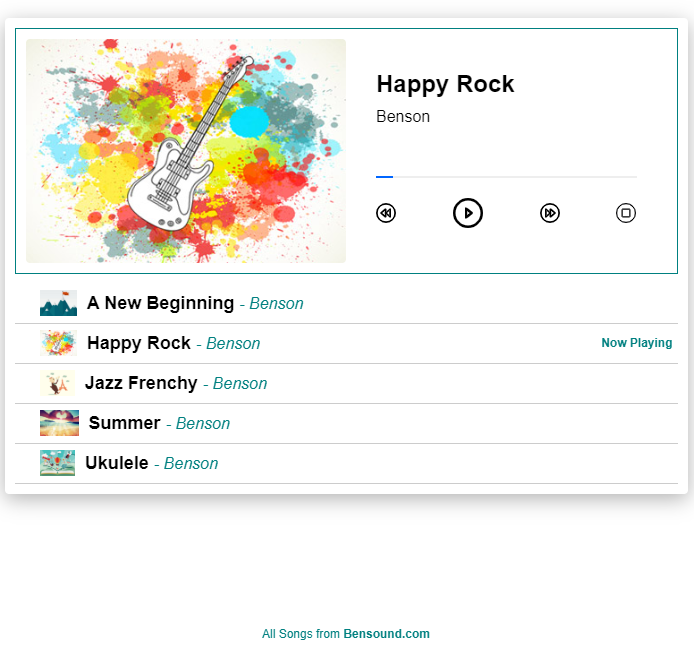 Happy Rock
Benson
A New Beginning - Benson
Happy Rock - Benson
Now Playing
Jazz Frenchy - Benson
Summer - Benson
Ukulele - Benson
All Songs from Bensound.com